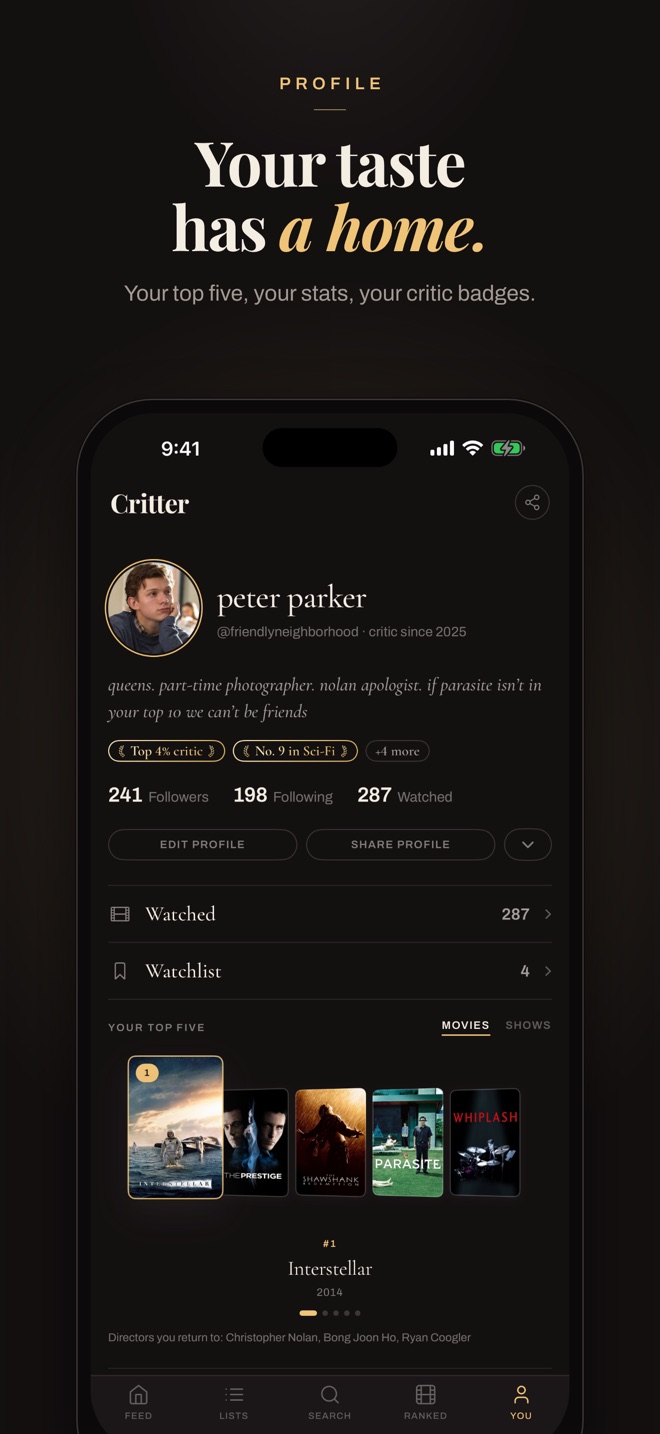 PROFILE
Your taste
has a home.
Your top five, your stats, your critic badges.
9:41
Critter
peter parker
@friendlyneighborhood · critic since 2025
queens. part-time photographer. nolan apologist. if parasite isn’t in
your top 10 we can’t be friends
Top 4% critic
No. 9 in Sci-Fi
+4 more
241 Followers 198 Following 287 Watched
EDIT PROFILE
SHARE PROFILE
Watched 287
Watchlist 4
YOUR TOP FIVE
MOVIES SHOWS
1
INTERSTELLAR
THE PRESTIGE
THE
SHAWSHANK
REDEMPTION
PARASITE
WHIPLASH
#1
Interstellar
2014
Directors you return to: Christopher Nolan, Bong Joon Ho, Ryan Coogler
FEED LISTS SEARCH RANKED YOU